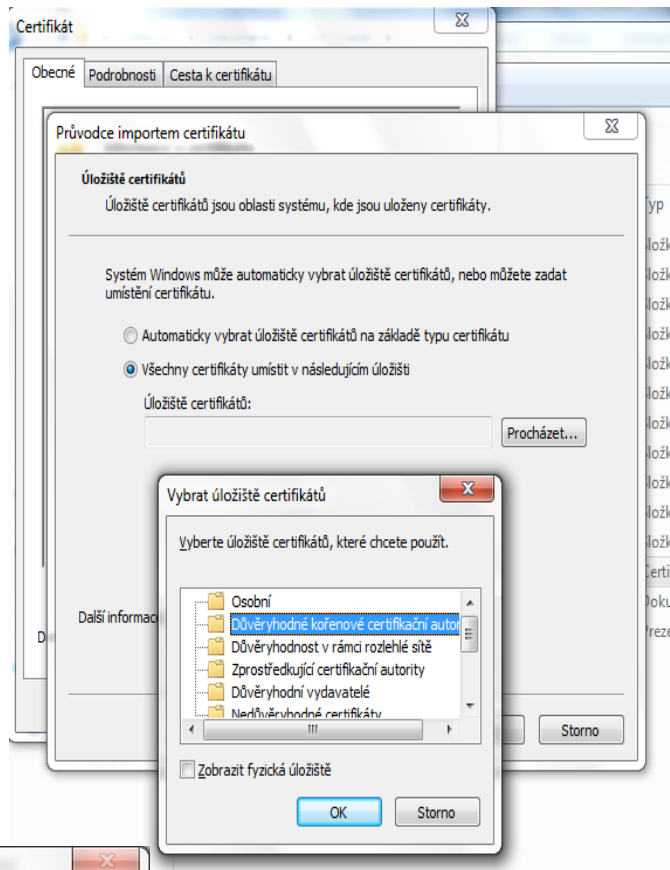 Certifikát
Obecné Podrobnosti Cesta k certifikátu
Průvodce importem certifikátu
Úložiště certifikátů
Úložiště certifikátů jsou oblasti systému, kde jsou uloženy certifikáty.
Systém Windows může automaticky vybrat úložiště certifikátů, nebo můžete zadat
umístění certifikátu.
Automaticky vybrat úložiště certifikátů na základě typu certifikátu
Všechny certifikáty umístit v následujícím úložišti
Úložiště certifikátů:
Procházet...
Vybrat úložiště certifikátů
Vyberte úložiště certifikátů, které chcete použít.
Osobní
Důvěryhodné kořenové certifikační autor
Důvěryhodnost v rámci rozlehlé sítě
Zprostředkující certifikační autority
Důvěryhodní vydavatelé
Nedůvěryhodné certifikáty
Zobrazit fyzická úložiště
OK Storno
Další informac
Storno